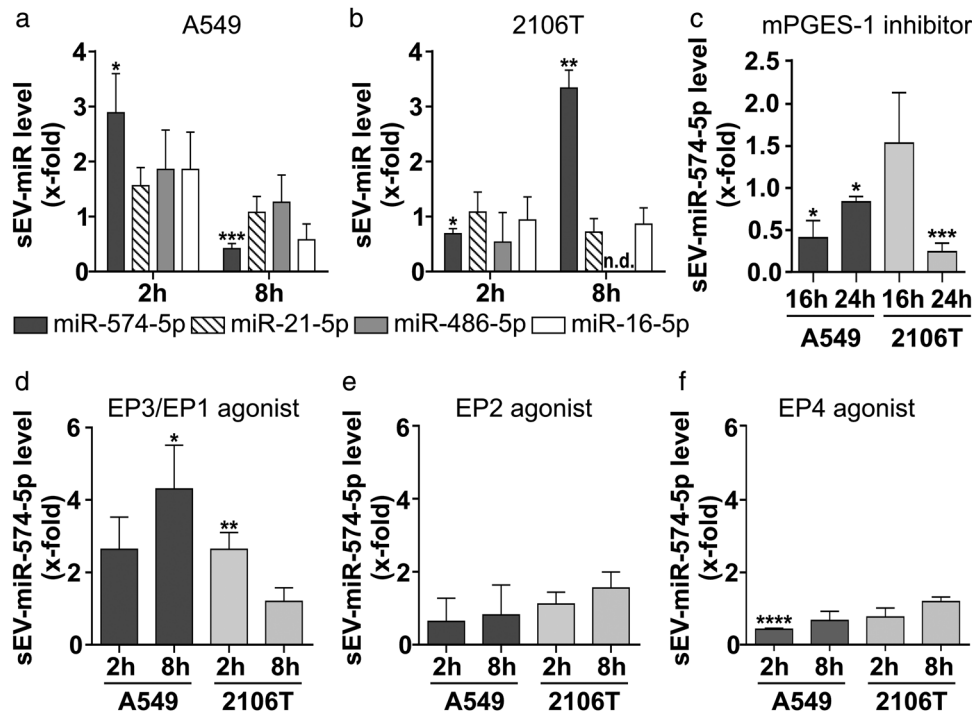 a A549
sEV-miR level
(x-fold)
4
3
2
1
0
*
***
2h 8h
b 2106T
sEV-miR level
(x-fold)
4
3
2
1
0
*
**
n.d.
2h 8h
miR-574-5p miR-21-5p miR-486-5p miR-16-5p
c mPGES-1 inhibitor
sEV-miR-574-5p level
(x-fold)
2.5
2.0
1.5
1.0
0.5
0.0
* * ***
16h 24h 16h 24h
A549 2106T
d EP3/EP1 agonist
sEV-miR-574-5p level
(x-fold)
6
4
2
0
* **
2h 8h 2h 8h
A549 2106T
e EP2 agonist
sEV-miR-574-5p level
(x-fold)
6
4
2
0
2h 8h 2h 8h
A549 2106T
f EP4 agonist
sEV-miR-574-5p level
(x-fold)
6
4
2
0
****
2h 8h 2h 8h
A549 2106T